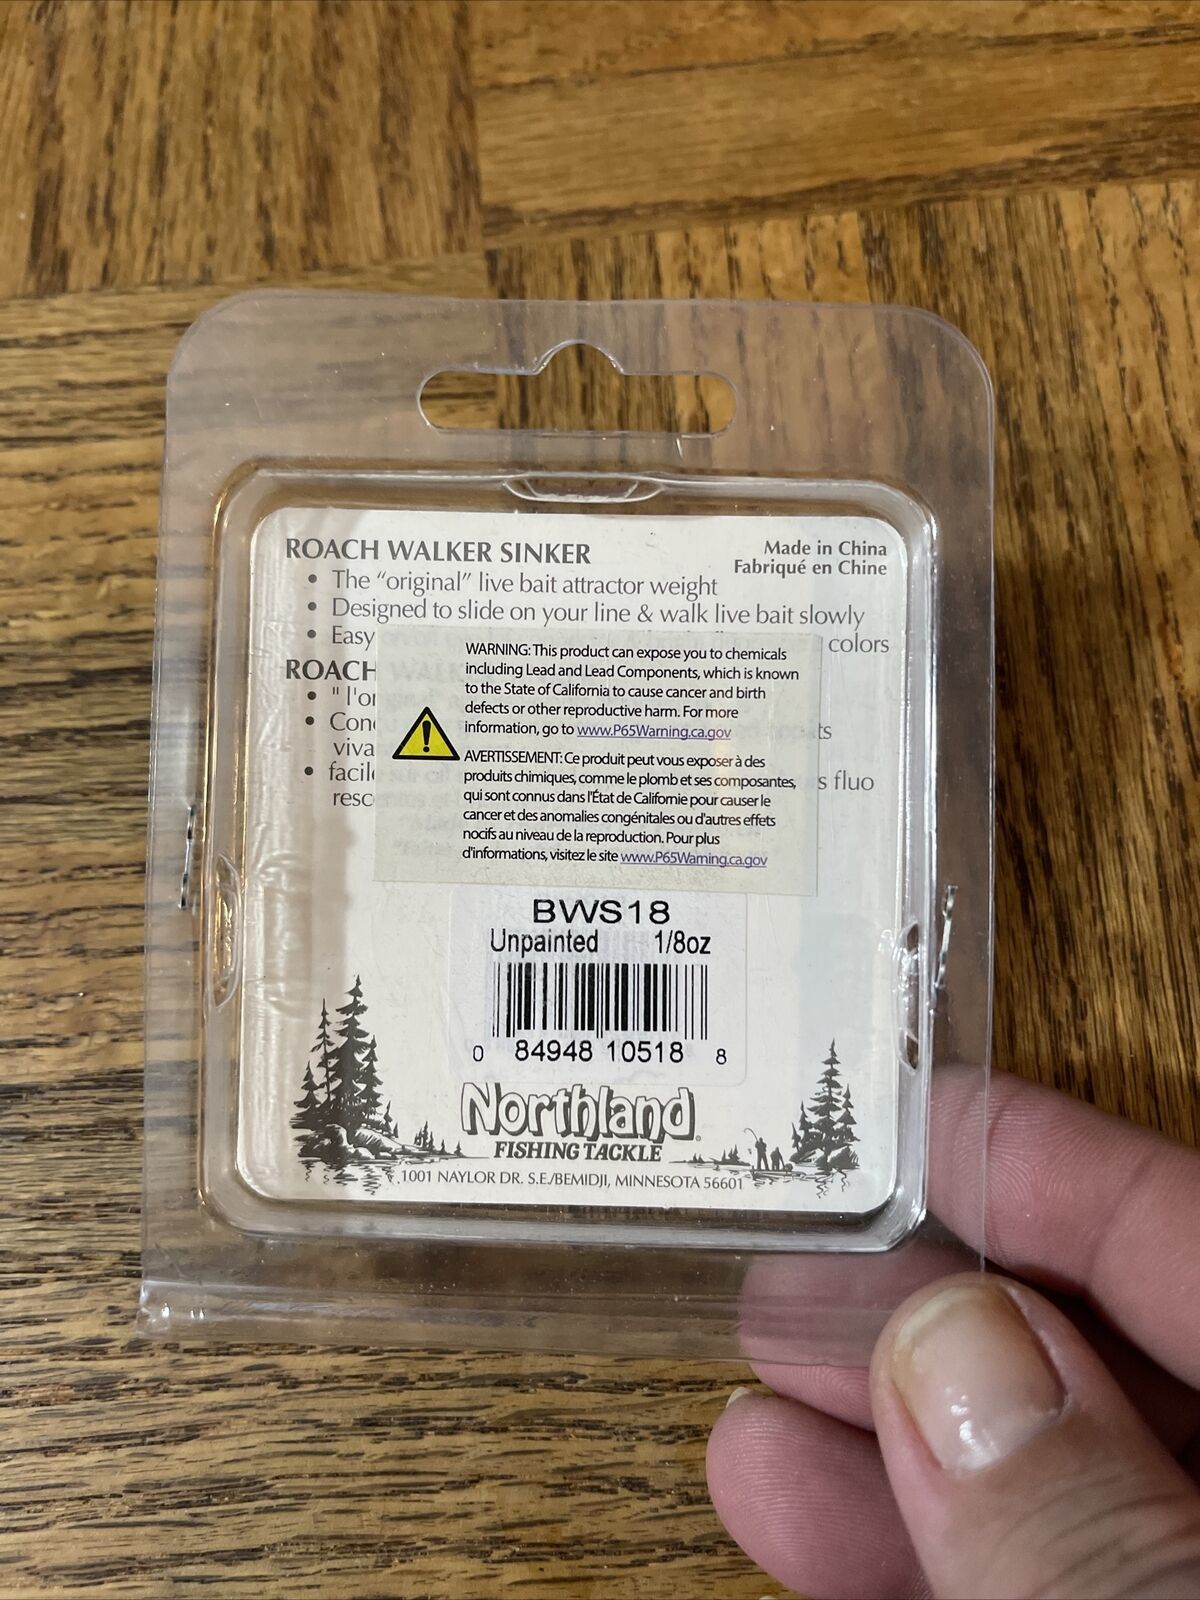 ROACH WALKER SINKER
Made in China
Fabriqué en Chine
• The “original” live bait attractor weight
• Designed to slide on your line & walk live bait slowly
• Easy colors
ROACH WALK
• " l'or
• Conc ts
viva
• facile s fluo
resc
WARNING: This product can expose you to chemicals
including Lead and Lead Components, which is known
to the State of California to cause cancer and birth
defects or other reproductive harm. For more
information, go to www.P65Warning.ca.gov
AVERTISSEMENT: Ce produit peut vous exposer à des
produits chimiques, comme le plomb et ses composantes,
qui sont connus dans l'État de Californie pour causer le
cancer et des anomalies congénitales ou d'autres effets
nocifs au niveau de la reproduction. Pour plus
d'informations, visitez le site www.P65Warning.ca.gov
BWS18
Unpainted 1/8oz
0 84948 10518 8
Northland
FISHING TACKLE
1001 NAYLOR DR. S.E./BEMIDJI, MINNESOTA 56601